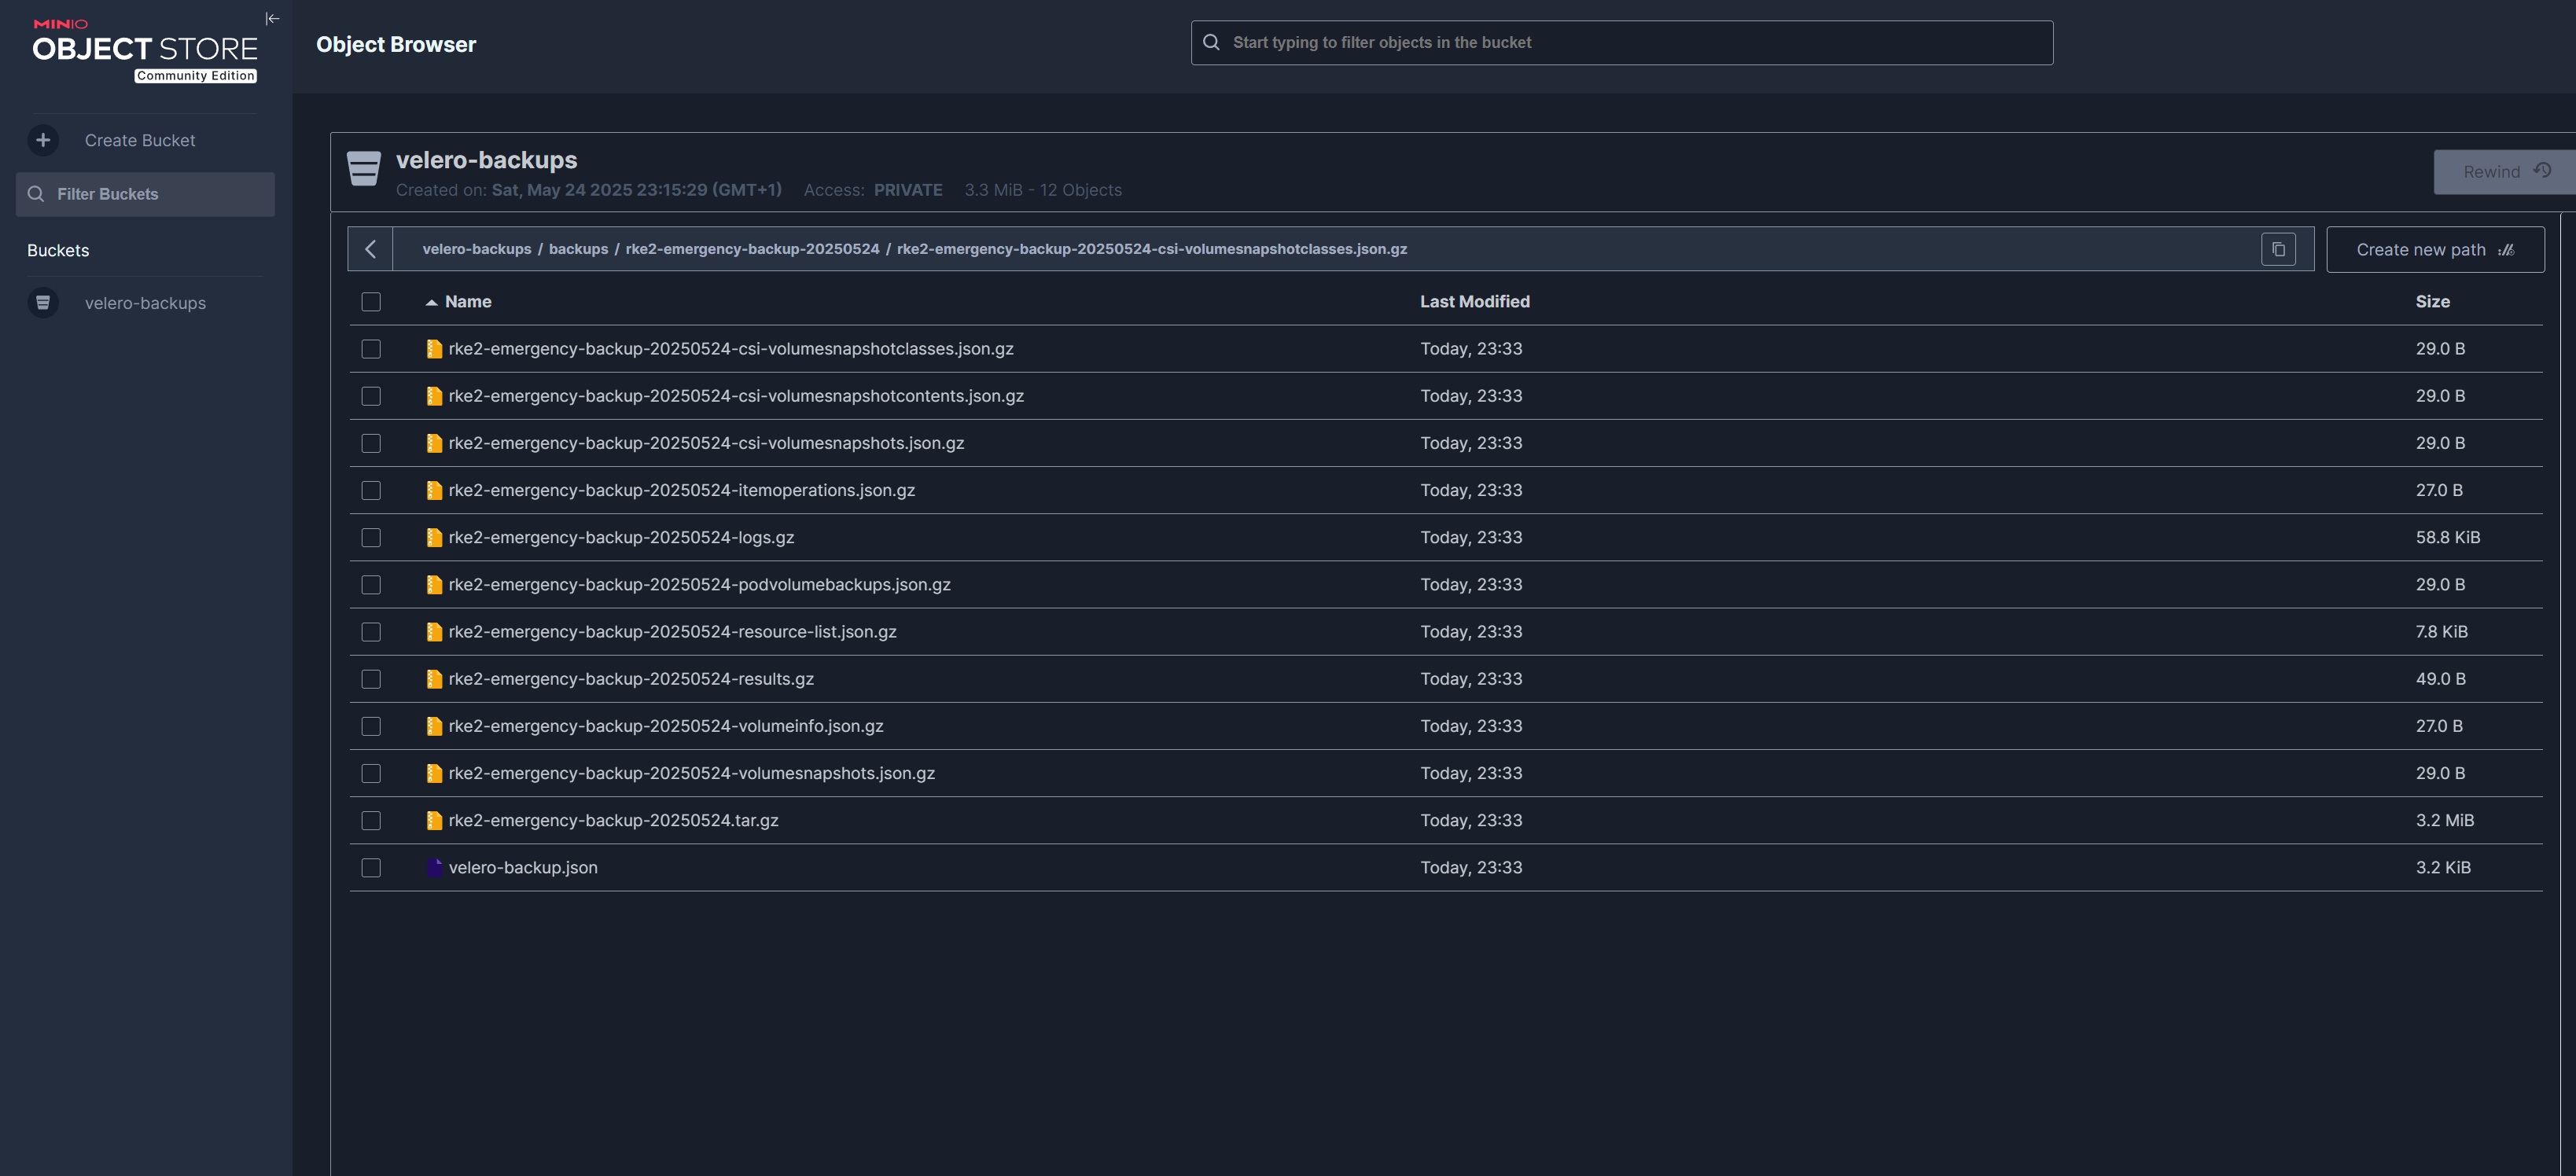 MINIO
OBJECT STORE
Community Edition
Create Bucket
Filter Buckets
Buckets
velero-backups
Object Browser
Start typing to filter objects in the bucket
velero-backups
Created on: Sat, May 24 2025 23:15:29 (GMT+1) Access: PRIVATE 3.3 MiB - 12 Objects
Rewind
velero-backups / backups / rke2-emergency-backup-20250524 / rke2-emergency-backup-20250524-csi-volumesnapshotclasses.json.gz
Create new path
Name Last Modified Size
rke2-emergency-backup-20250524-csi-volumesnapshotclasses.json.gz Today, 23:33 29.0 B
rke2-emergency-backup-20250524-csi-volumesnapshotcontents.json.gz Today, 23:33 29.0 B
rke2-emergency-backup-20250524-csi-volumesnapshots.json.gz Today, 23:33 29.0 B
rke2-emergency-backup-20250524-itemoperations.json.gz Today, 23:33 27.0 B
rke2-emergency-backup-20250524-logs.gz Today, 23:33 58.8 KiB
rke2-emergency-backup-20250524-podvolumebackups.json.gz Today, 23:33 29.0 B
rke2-emergency-backup-20250524-resource-list.json.gz Today, 23:33 7.8 KiB
rke2-emergency-backup-20250524-results.gz Today, 23:33 49.0 B
rke2-emergency-backup-20250524-volumeinfo.json.gz Today, 23:33 27.0 B
rke2-emergency-backup-20250524-volumesnapshots.json.gz Today, 23:33 29.0 B
rke2-emergency-backup-20250524.tar.gz Today, 23:33 3.2 MiB
velero-backup.json Today, 23:33 3.2 KiB